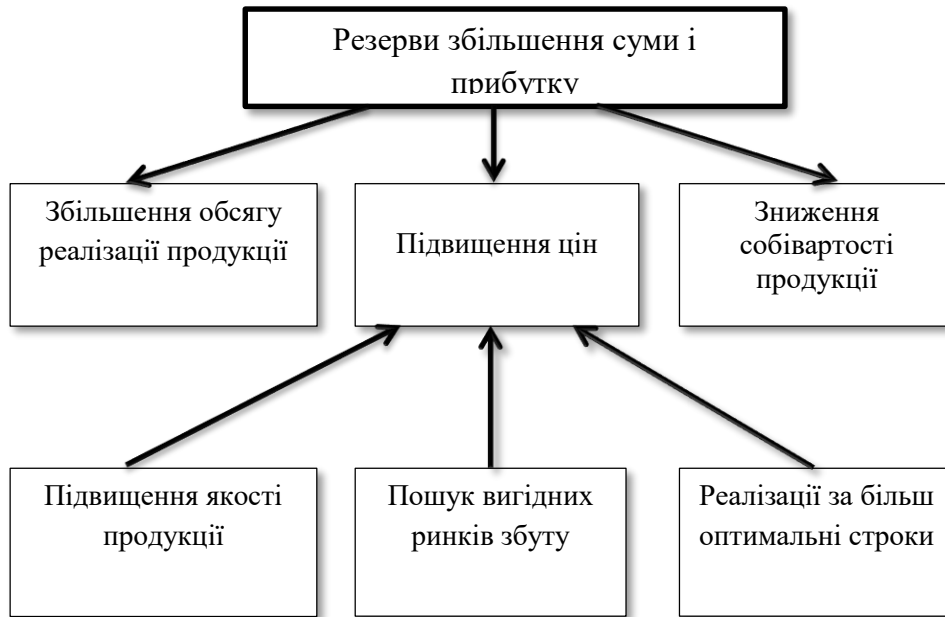 Резерви збільшення суми і
прибутку
Збільшення обсягу
реалізації продукції
Підвищення цін
Зниження
собівартості
продукції
Підвищення якості
продукції
Пошук вигідних
ринків збуту
Реалізації за більш
оптимальні строки